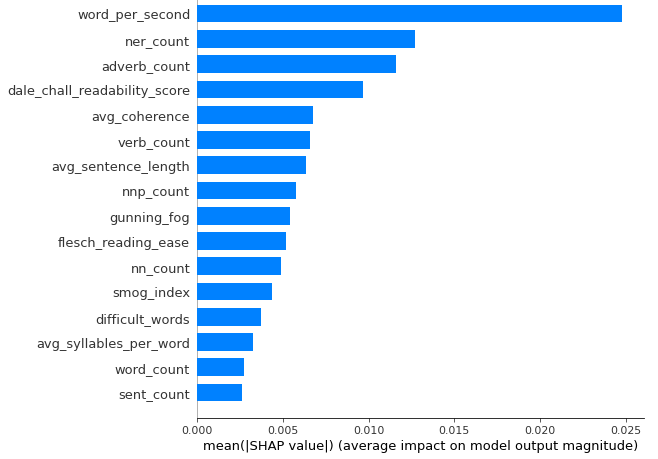 word_per_second
ner_count
adverb_count
dale_chall_readability_score
avg_coherence
verb_count
avg_sentence_length
nnp_count
gunning_fog
flesch_reading_ease
nn_count
smog_index
difficult_words
avg_syllables_per_word
word_count
sent_count
0.000 0.005 0.010 0.015 0.020 0.025
mean(|SHAP value|) (average impact on model output magnitude)